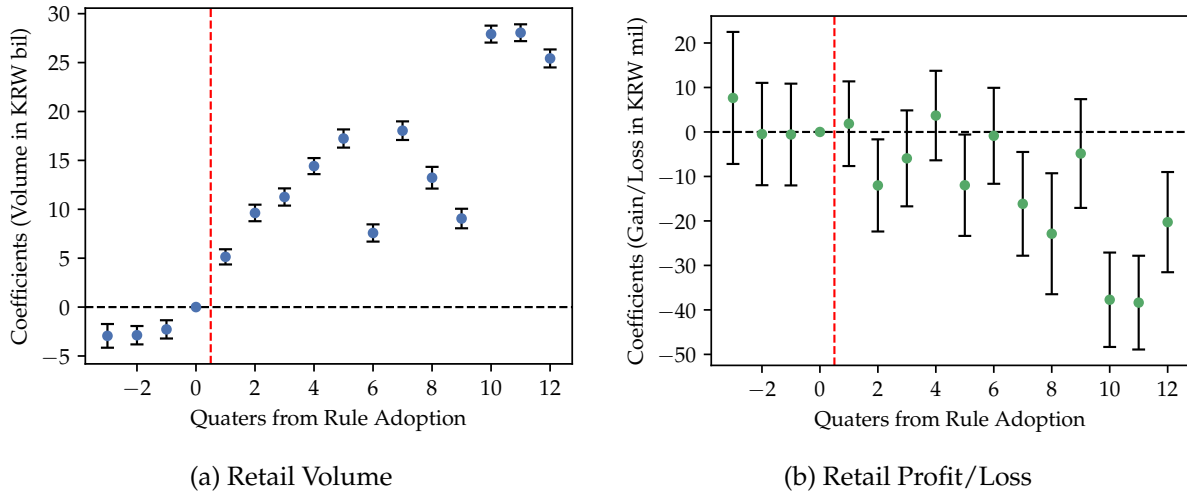 30
25
20
15
10
5
0
−5
Coefficients (Volume in KRW bil)
−2 0 2 4 6 8 10 12
Quaters from Rule Adoption
(a) Retail Volume
20
10
0
−10
−20
−30
−40
−50
Coefficients (Gain/Loss in KRW mil)
−2 0 2 4 6 8 10 12
Quaters from Rule Adoption
(b) Retail Profit/Loss